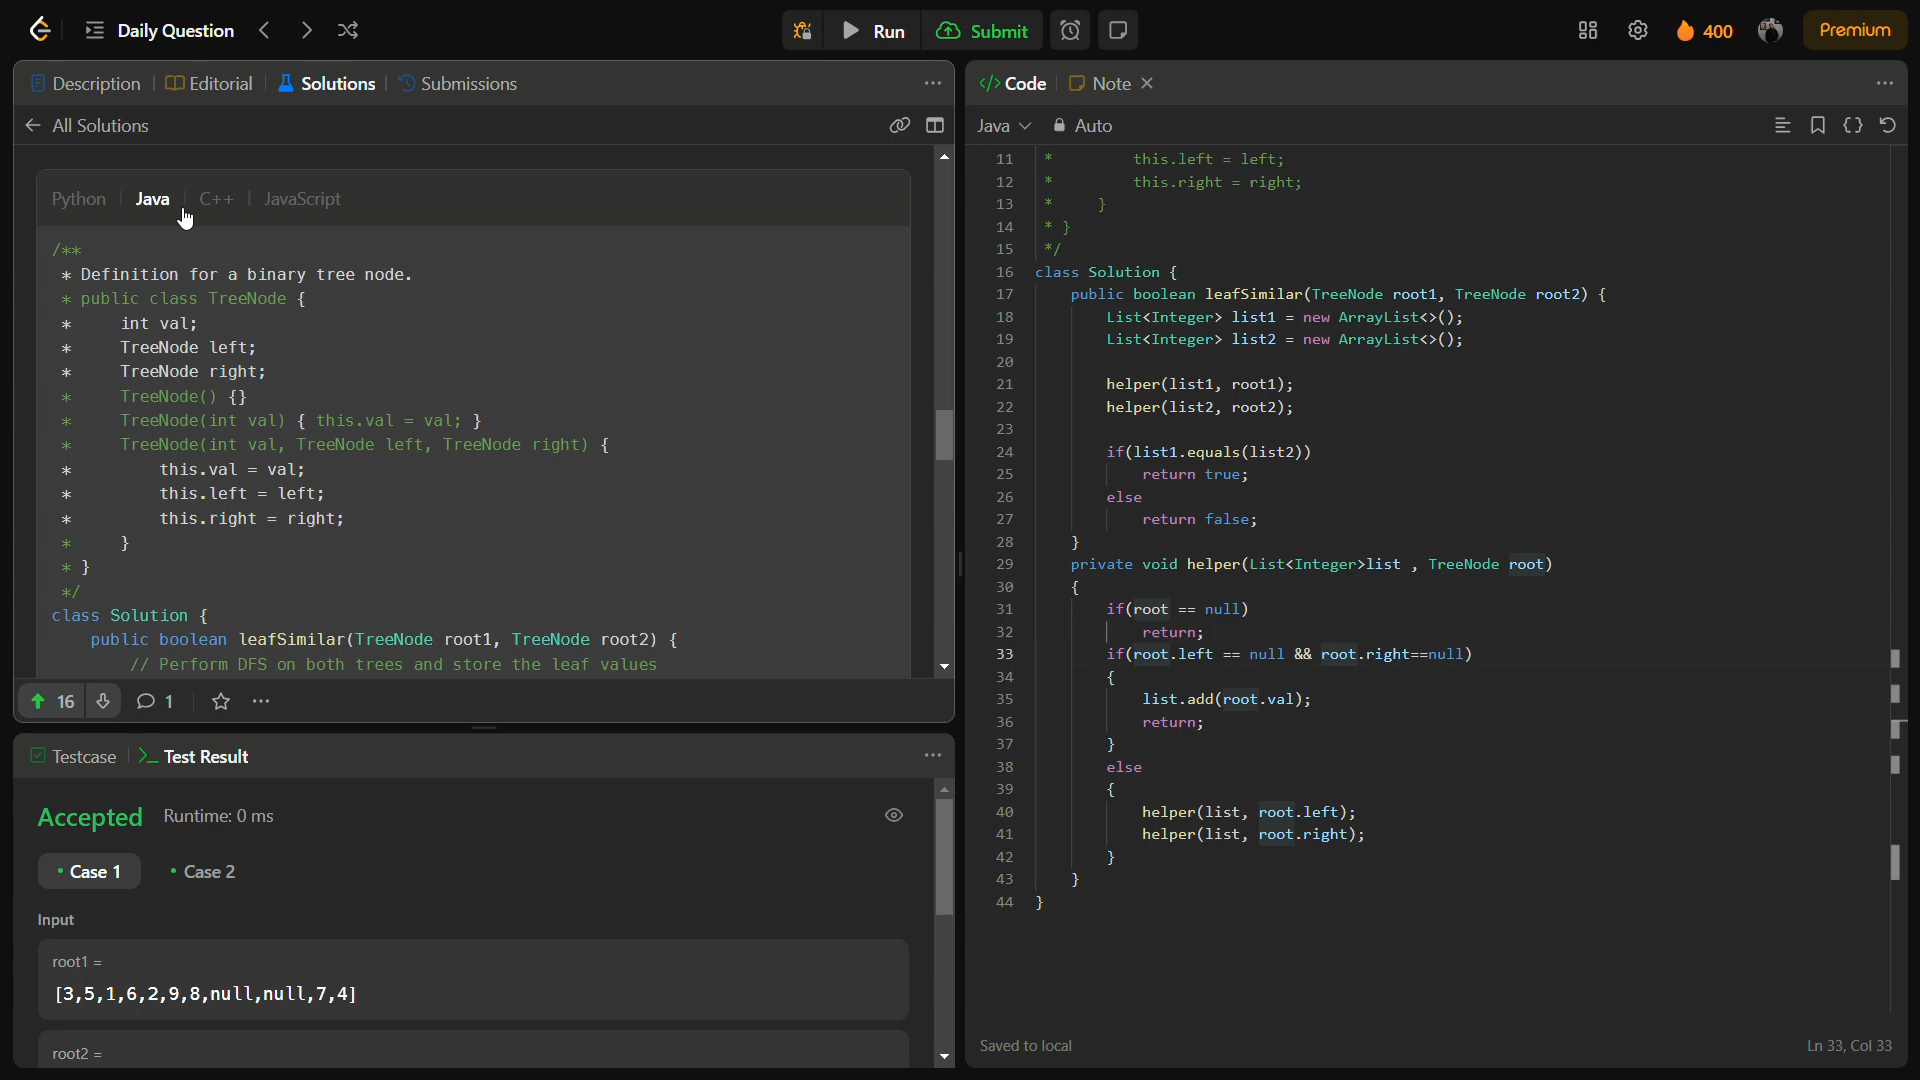 Daily Question
Run
Submit
400
Premium
Description
Editorial
Solutions
Submissions
All Solutions
Python
Java
C++
JavaScript
/**
 * Definition for a binary tree node.
 * public class TreeNode {
 *     int val;
 *     TreeNode left;
 *     TreeNode right;
 *     TreeNode() {}
 *     TreeNode(int val) { this.val = val; }
 *     TreeNode(int val, TreeNode left, TreeNode right) {
 *         this.val = val;
 *         this.left = left;
 *         this.right = right;
 *     }
 * }
 */
class Solution {
    public boolean leafSimilar(TreeNode root1, TreeNode root2) {
        // Perform DFS on both trees and store the leaf values
16
1
Testcase
Test Result
Accepted
Runtime: 0 ms
Case 1
Case 2
Input
root1 =
[3,5,1,6,2,9,8,null,null,7,4]
root2 =
Code
Note
Java
Auto
11 *         this.left = left;
12 *         this.right = right;
13 *     }
14 * }
15 */
16 class Solution {
17     public boolean leafSimilar(TreeNode root1, TreeNode root2) {
18         List<Integer> list1 = new ArrayList<>();
19         List<Integer> list2 = new ArrayList<>();
20
21         helper(list1, root1);
22         helper(list2, root2);
23
24         if(list1.equals(list2))
25             return true;
26         else
27             return false;
28     }
29     private void helper(List<Integer>list , TreeNode root)
30     {
31         if(root == null)
32             return;
33         if(root.left == null && root.right==null)
34         {
35             list.add(root.val);
36             return;
37         }
38         else
39         {
40             helper(list, root.left);
41             helper(list, root.right);
42         }
43     }
44 }
Saved to local
Ln 33, Col 33